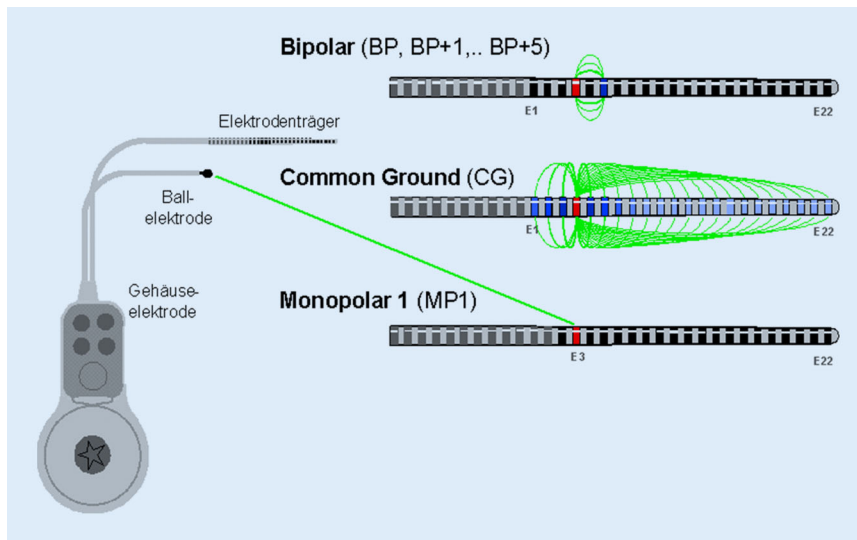 Bipolar (BP, BP+1,.. BP+5)
E1
E22
Elektrodenträger
Common Ground (CG)
Ball-
elektrode
E1
E22
Gehäuse-
elektrode
Monopolar 1 (MP1)
E3
E22